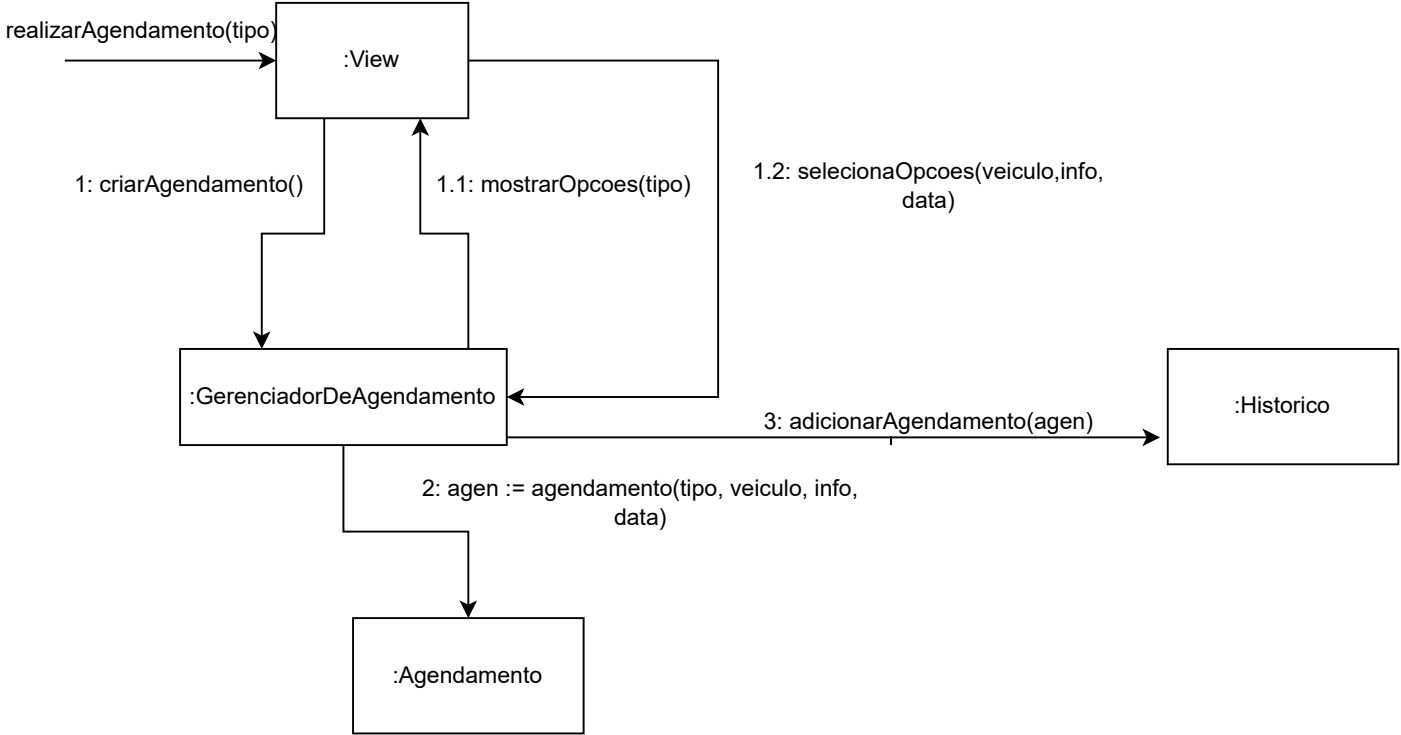 realizarAgendamento(tipo)
:View
1: criarAgendamento()
1.1: mostrarOpcoes(tipo)
1.2: selecionaOpcoes(veiculo,info,
data)
:GerenciadorDeAgendamento
:Historico
3: adicionarAgendamento(agen)
2: agen := agendamento(tipo, veiculo, info,
data)
:Agendamento